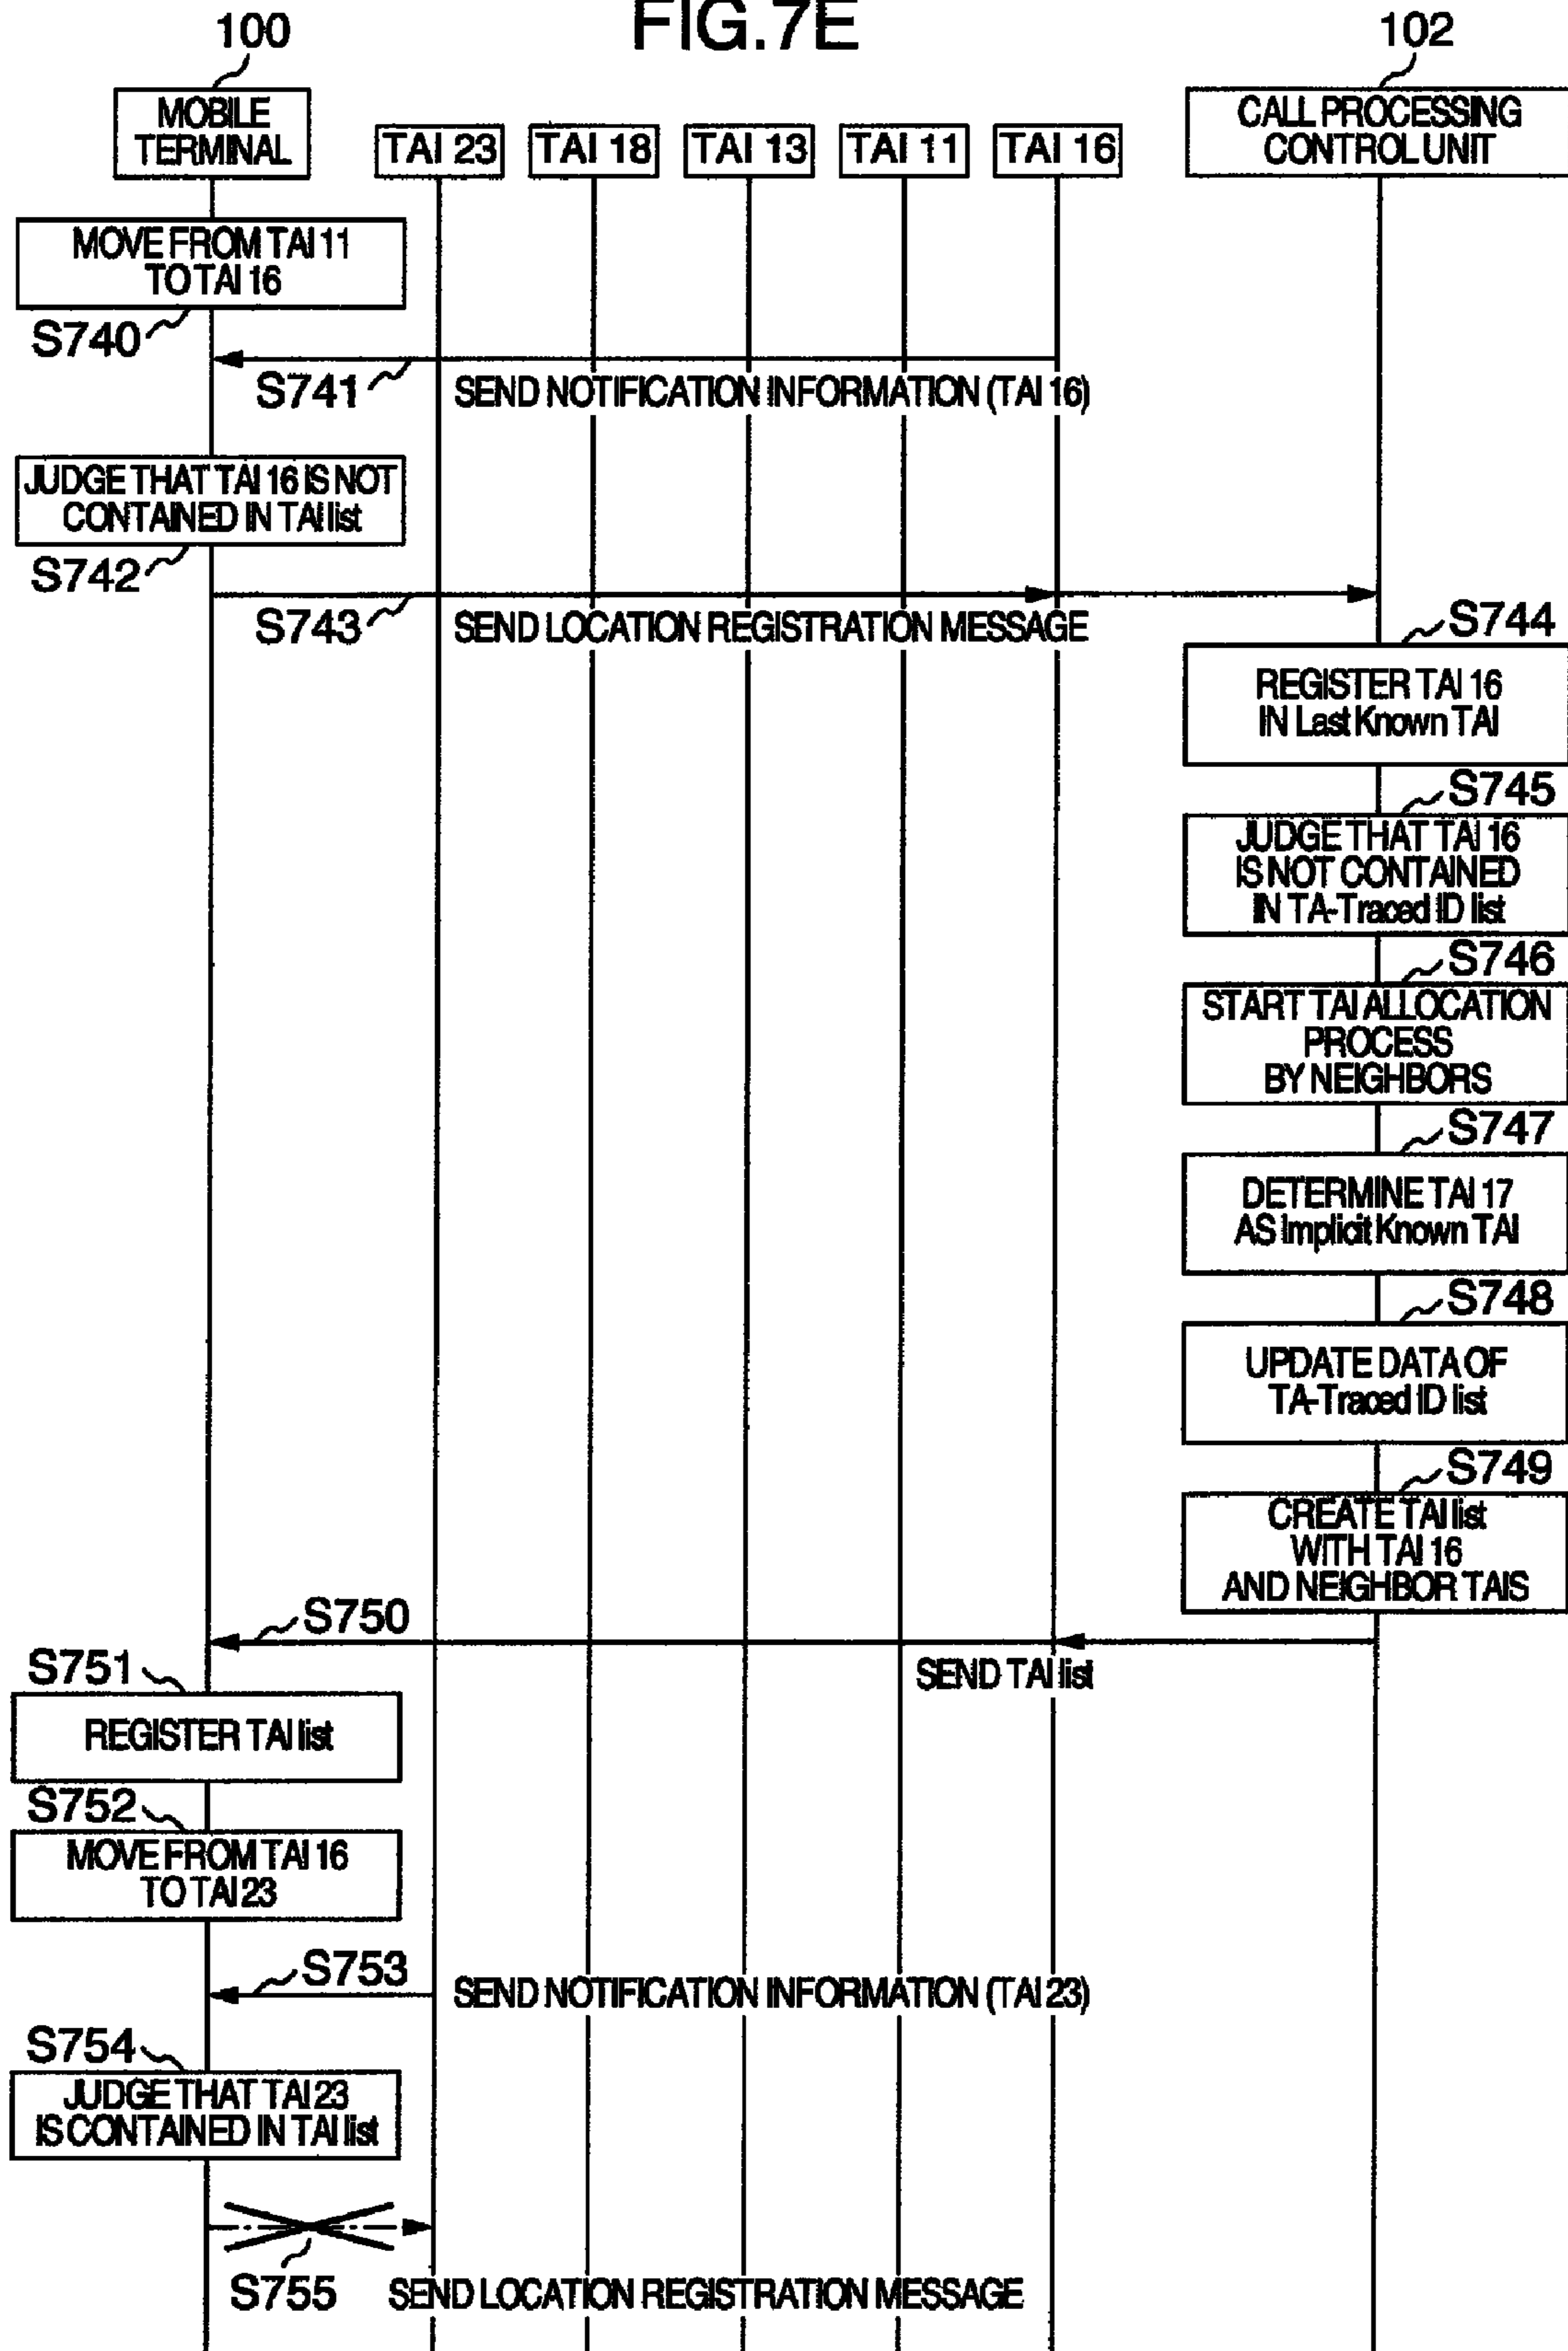 FIG.7E
100
102
MOBILE
TERMINAL
TAI 23
TAI 18
TAI 13
TAI 11
TAI 16
CALL PROCESSING
CONTROL UNIT
MOVE FROM TAI 11
TO TAI 16
S740
S741
SEND NOTIFICATION INFORMATION (TAI 16)
JUDGE THAT TAI 16 IS NOT
CONTAINED IN TAI list
S742
S743
SEND LOCATION REGISTRATION MESSAGE
S744
REGISTER TAI 16
IN Last Known TAI
S745
JUDGE THAT TAI 16
IS NOT CONTAINED
IN TA-Traced ID list
S746
START TAI ALLOCATION
PROCESS
BY NEIGHBORS
S747
DETERMINE TAI 17
AS Implicit Known TAI
S748
UPDATE DATA OF
TA-Traced ID list
S749
CREATE TAI list
WITH TAI 16
AND NEIGHBOR TAIS
S750
SEND TAI list
S751
REGISTER TAI list
S752
MOVE FROM TAI 16
TO TAI 23
S753
SEND NOTIFICATION INFORMATION (TAI 23)
S754
JUDGE THAT TAI 23
IS CONTAINED IN TAI list
S755
SEND LOCATION REGISTRATION MESSAGE